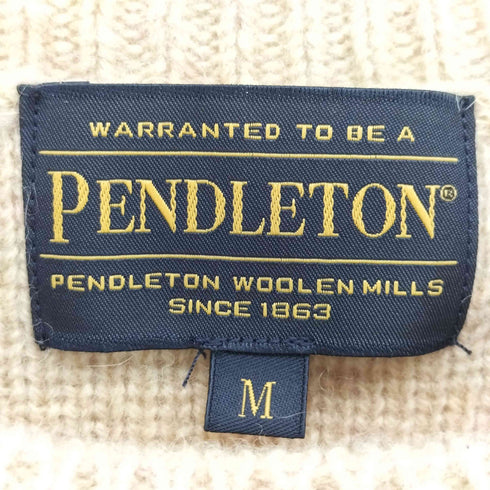 WARRANTED TO BE A
PENDLETON®
PENDLETON WOOLEN MILLS
SINCE 1863
M